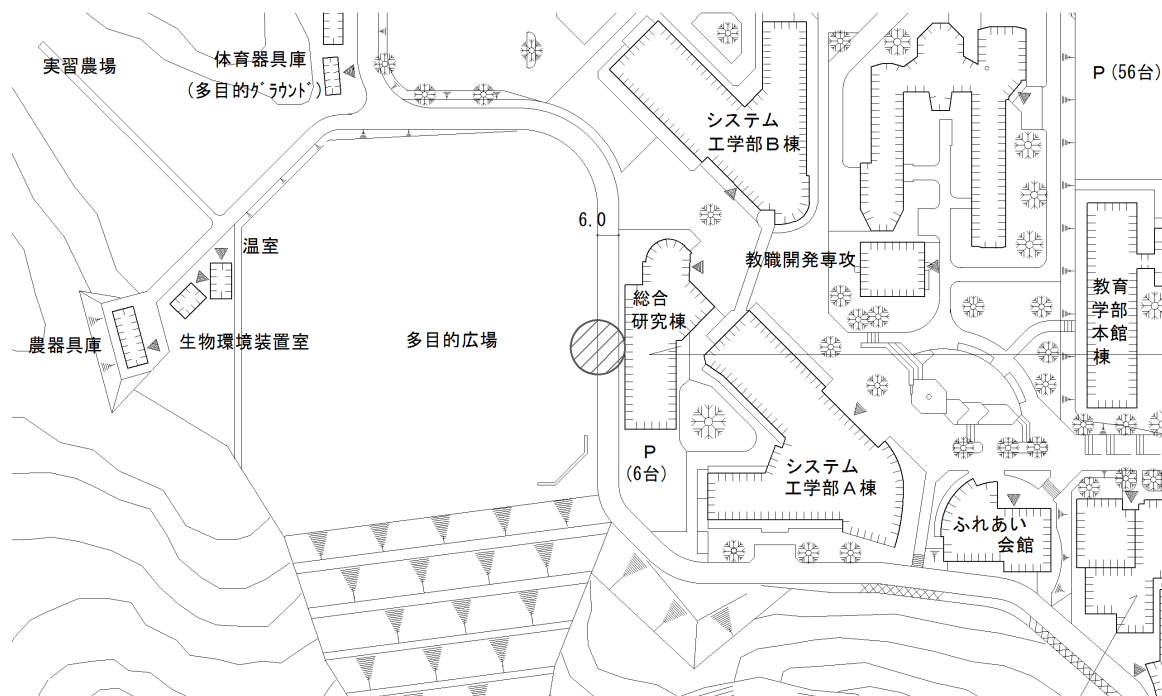 実習農場
体育器具庫
(多目的ｸﾞﾗｳﾝﾄﾞ)
P (56台)
システム
工学部B棟
6.0
温室
教職開発専攻
総合
研究棟
教育
学部
本館
棟
農器具庫
生物環境装置室
多目的広場
P
(6台)
システム
工学部A棟
ふれあい
会館